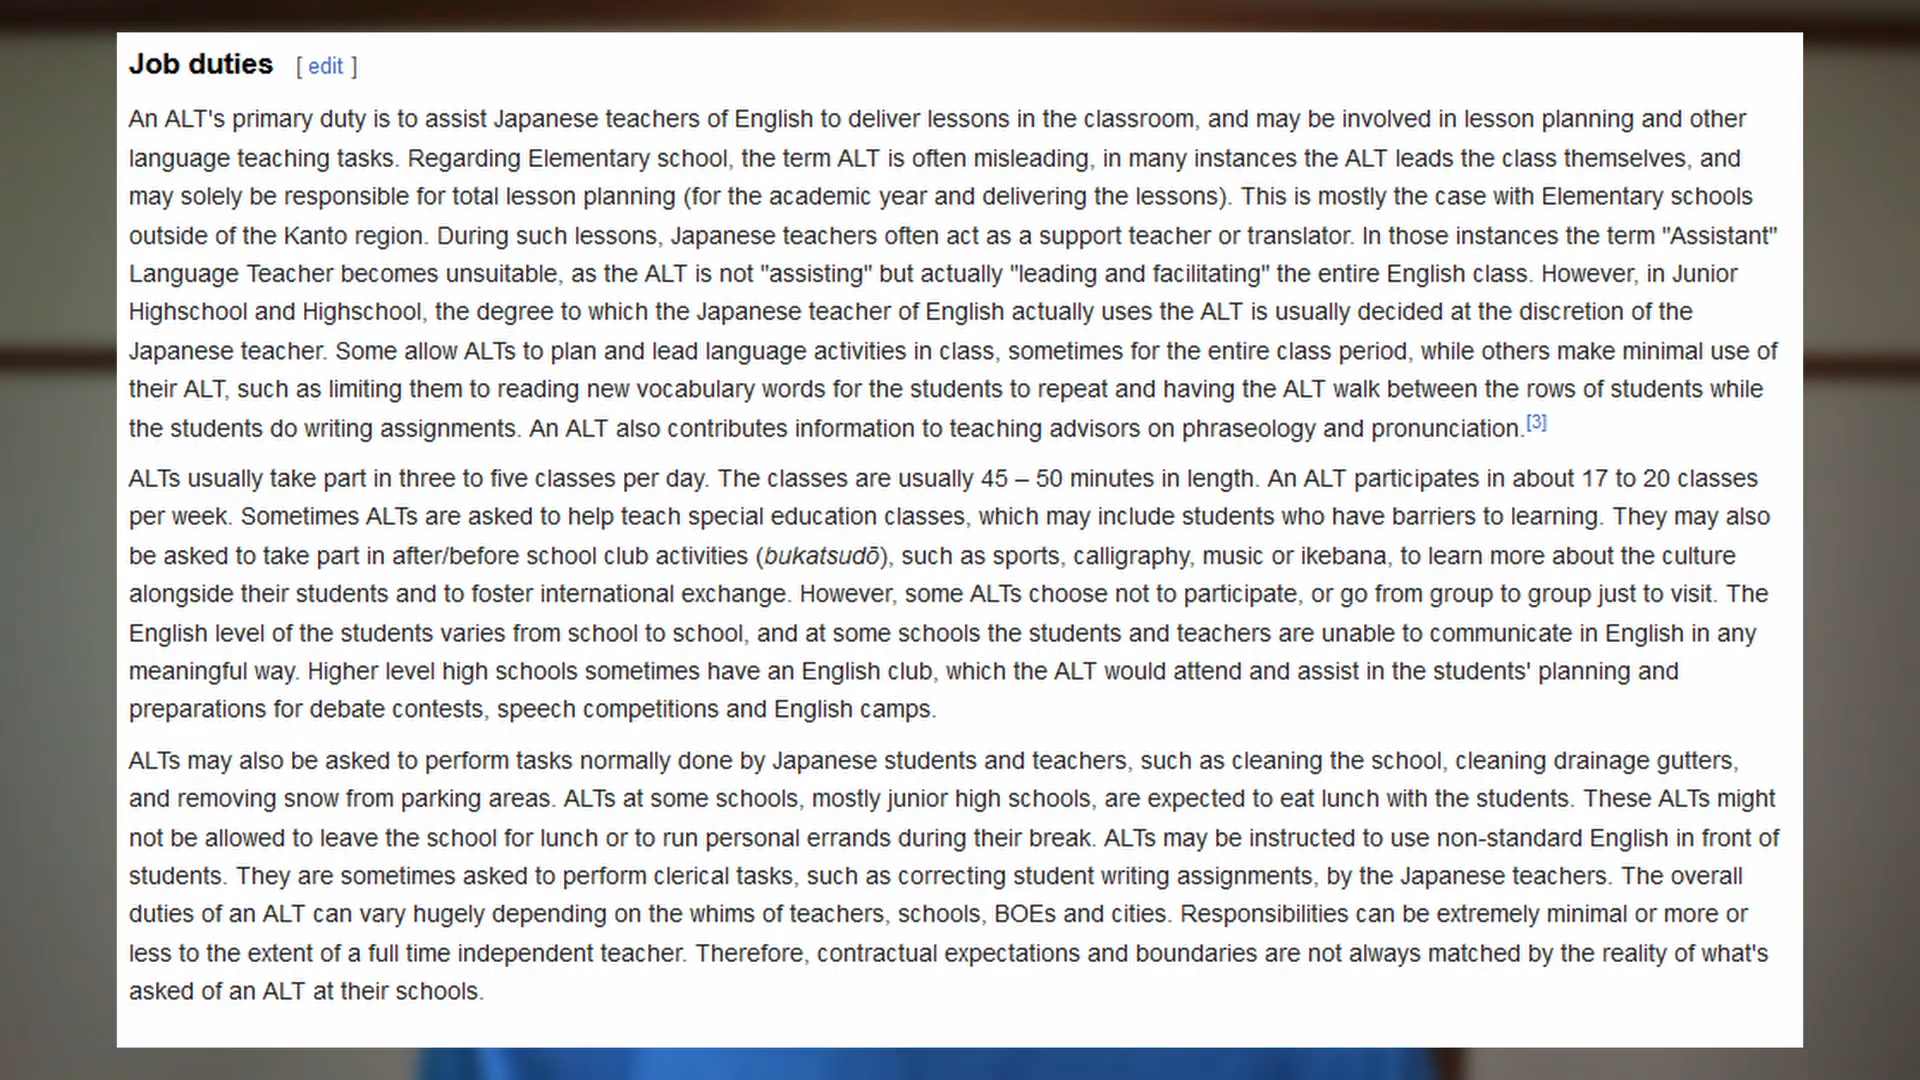 Job duties [ edit ]
An ALT's primary duty is to assist Japanese teachers of English to deliver lessons in the classroom, and may be involved in lesson planning and other
language teaching tasks. Regarding Elementary school, the term ALT is often misleading, in many instances the ALT leads the class themselves, and
may solely be responsible for total lesson planning (for the academic year and delivering the lessons). This is mostly the case with Elementary schools
outside of the Kanto region. During such lessons, Japanese teachers often act as a support teacher or translator. In those instances the term "Assistant"
Language Teacher becomes unsuitable, as the ALT is not "assisting" but actually "leading and facilitating" the entire English class. However, in Junior
Highschool and Highschool, the degree to which the Japanese teacher of English actually uses the ALT is usually decided at the discretion of the
Japanese teacher. Some allow ALTs to plan and lead language activities in class, sometimes for the entire class period, while others make minimal use of
their ALT, such as limiting them to reading new vocabulary words for the students to repeat and having the ALT walk between the rows of students while
the students do writing assignments. An ALT also contributes information to teaching advisors on phraseology and pronunciation.[3]
ALTs usually take part in three to five classes per day. The classes are usually 45 – 50 minutes in length. An ALT participates in about 17 to 20 classes
per week. Sometimes ALTs are asked to help teach special education classes, which may include students who have barriers to learning. They may also
be asked to take part in after/before school club activities (bukatsudō), such as sports, calligraphy, music or ikebana, to learn more about the culture
alongside their students and to foster international exchange. However, some ALTs choose not to participate, or go from group to group just to visit. The
English level of the students varies from school to school, and at some schools the students and teachers are unable to communicate in English in any
meaningful way. Higher level high schools sometimes have an English club, which the ALT would attend and assist in the students' planning and
preparations for debate contests, speech competitions and English camps.
ALTs may also be asked to perform tasks normally done by Japanese students and teachers, such as cleaning the school, cleaning drainage gutters,
and removing snow from parking areas. ALTs at some schools, mostly junior high schools, are expected to eat lunch with the students. These ALTs might
not be allowed to leave the school for lunch or to run personal errands during their break. ALTs may be instructed to use non-standard English in front of
students. They are sometimes asked to perform clerical tasks, such as correcting student writing assignments, by the Japanese teachers. The overall
duties of an ALT can vary hugely depending on the whims of teachers, schools, BOEs and cities. Responsibilities can be extremely minimal or more or
less to the extent of a full time independent teacher. Therefore, contractual expectations and boundaries are not always matched by the reality of what's
asked of an ALT at their schools.